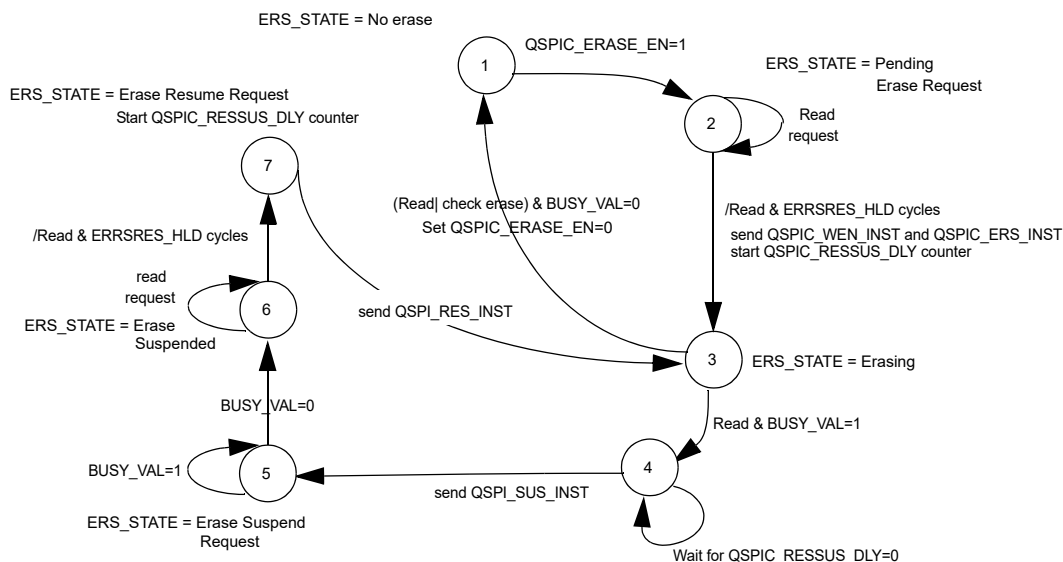 ERS_STATE = No erase
QSPIC_ERASE_EN=1
1
ERS_STATE = Pending
Erase Request
2
Read
request
ERS_STATE = Erase Resume Request
Start QSPIC_RESSUS_DLY counter
7
(Read| check erase) & BUSY_VAL=0
Set QSPIC_ERASE_EN=0
/Read & ERRSRES_HLD cycles
send QSPIC_WEN_INST and QSPIC_ERS_INST
start QSPIC_RESSUS_DLY counter
/Read & ERRSRES_HLD cycles
read
request
6
ERS_STATE = Erase
Suspended
send QSPI_RES_INST
3
ERS_STATE = Erasing
BUSY_VAL=0
Read & BUSY_VAL=1
BUSY_VAL=1
5
4
send QSPI_SUS_INST
ERS_STATE = Erase Suspend
Request
Wait for QSPIC_RESSUS_DLY=0